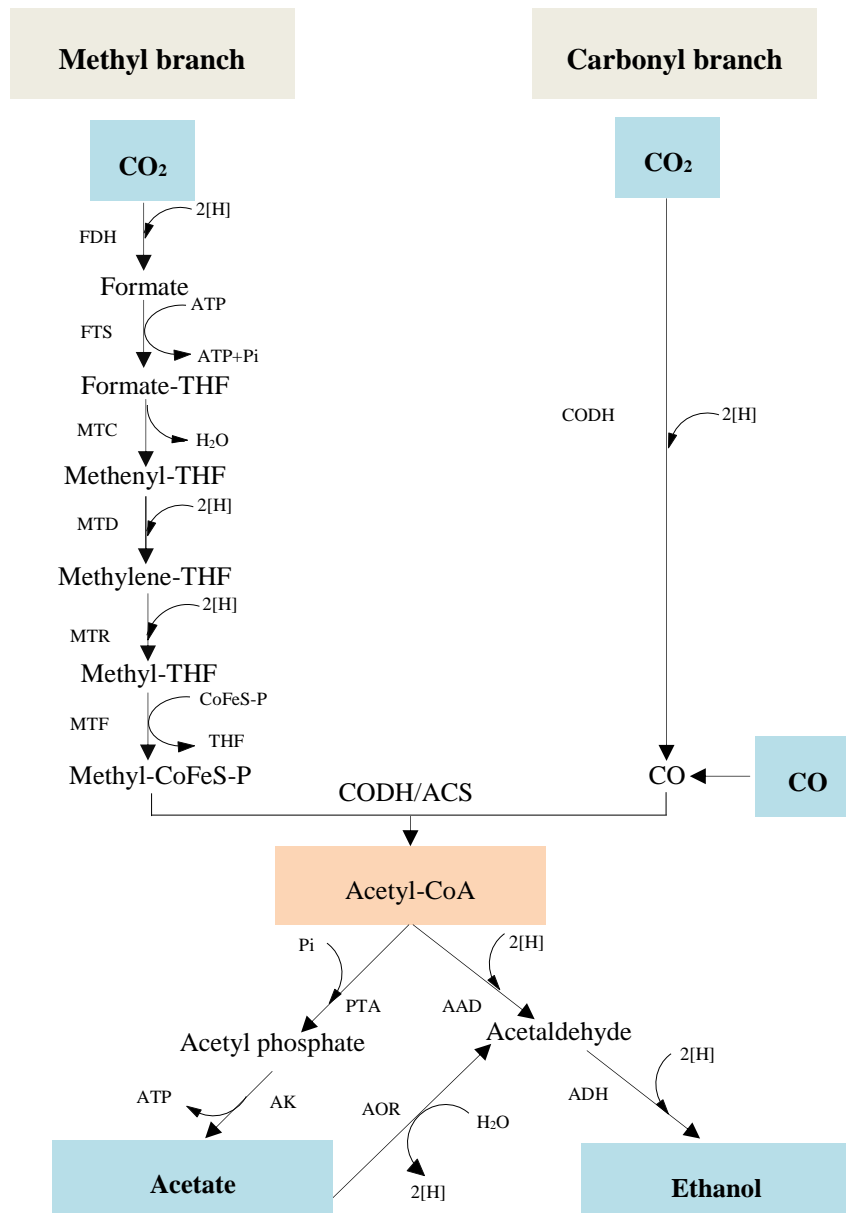 Methyl branch
Carbonyl branch
CO₂
CO₂
2[H]
FDH
Formate
ATP
FTS
ATP+Pi
Formate-THF
MTC
H₂O
CODH
2[H]
Methenyl-THF
2[H]
MTD
Methylene-THF
2[H]
MTR
Methyl-THF
CoFeS-P
MTF
THF
Methyl-CoFeS-P
CO
CO
CODH/ACS
Acetyl-CoA
Pi
2[H]
PTA
AAD
Acetyl phosphate
Acetaldehyde
2[H]
ATP
AK
AOR
ADH
H₂O
Acetate
2[H]
Ethanol